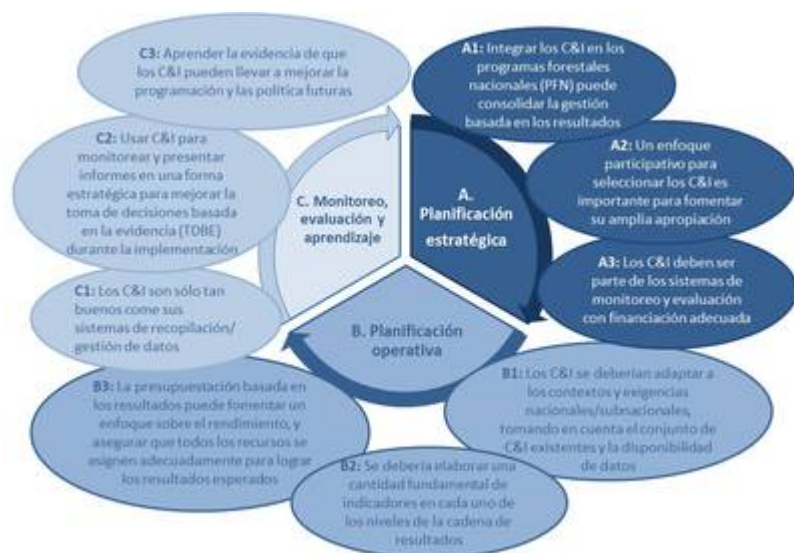 C3: Aprender la evidencia de que
los C&I pueden llevar a mejorar la
programación y las política futuras
A1: Integrar los C&I en los
programas forestales
nacionales (PFN) puede
consolidar la gestión
basada en los resultados
C2: Usar C&I para
monitorear y presentar
informes en una forma
estratégica para mejorar la
toma de decisiones basada
en la evidencia (TDBE)
durante la implementación
A2: Un enfoque
participativo para
seleccionar los C&I es
importante para fomentar
su amplia apropiación
C. Monitoreo,
evaluación y
aprendizaje
A.
Planificación
estratégica
A3: Los C&I deben ser
parte de los sistemas de
monitoreo y evaluación
con financiación adecuada
C1: Los C&I son sólo tan
buenos come sus
sistemas de recopilación/
gestión de datos
B. Planificación
operativa
B1: Los C&I se deberían adaptar a
los contextos y exigencias
nacionales/subnacionales,
tomando en cuenta el conjunto de
C&I existentes y la disponibilidad
de datos
B3: La presupuestación basada en
los resultados puede fomentar un
enfoque sobre el rendimiento, y
asegurar que todos los recursos se
asignen adecuadamente para lograr
los resultados esperados
B2: Se debería elaborar una
cantidad fundamental de
indicadores en cada uno de
los niveles de la cadena de
resultados